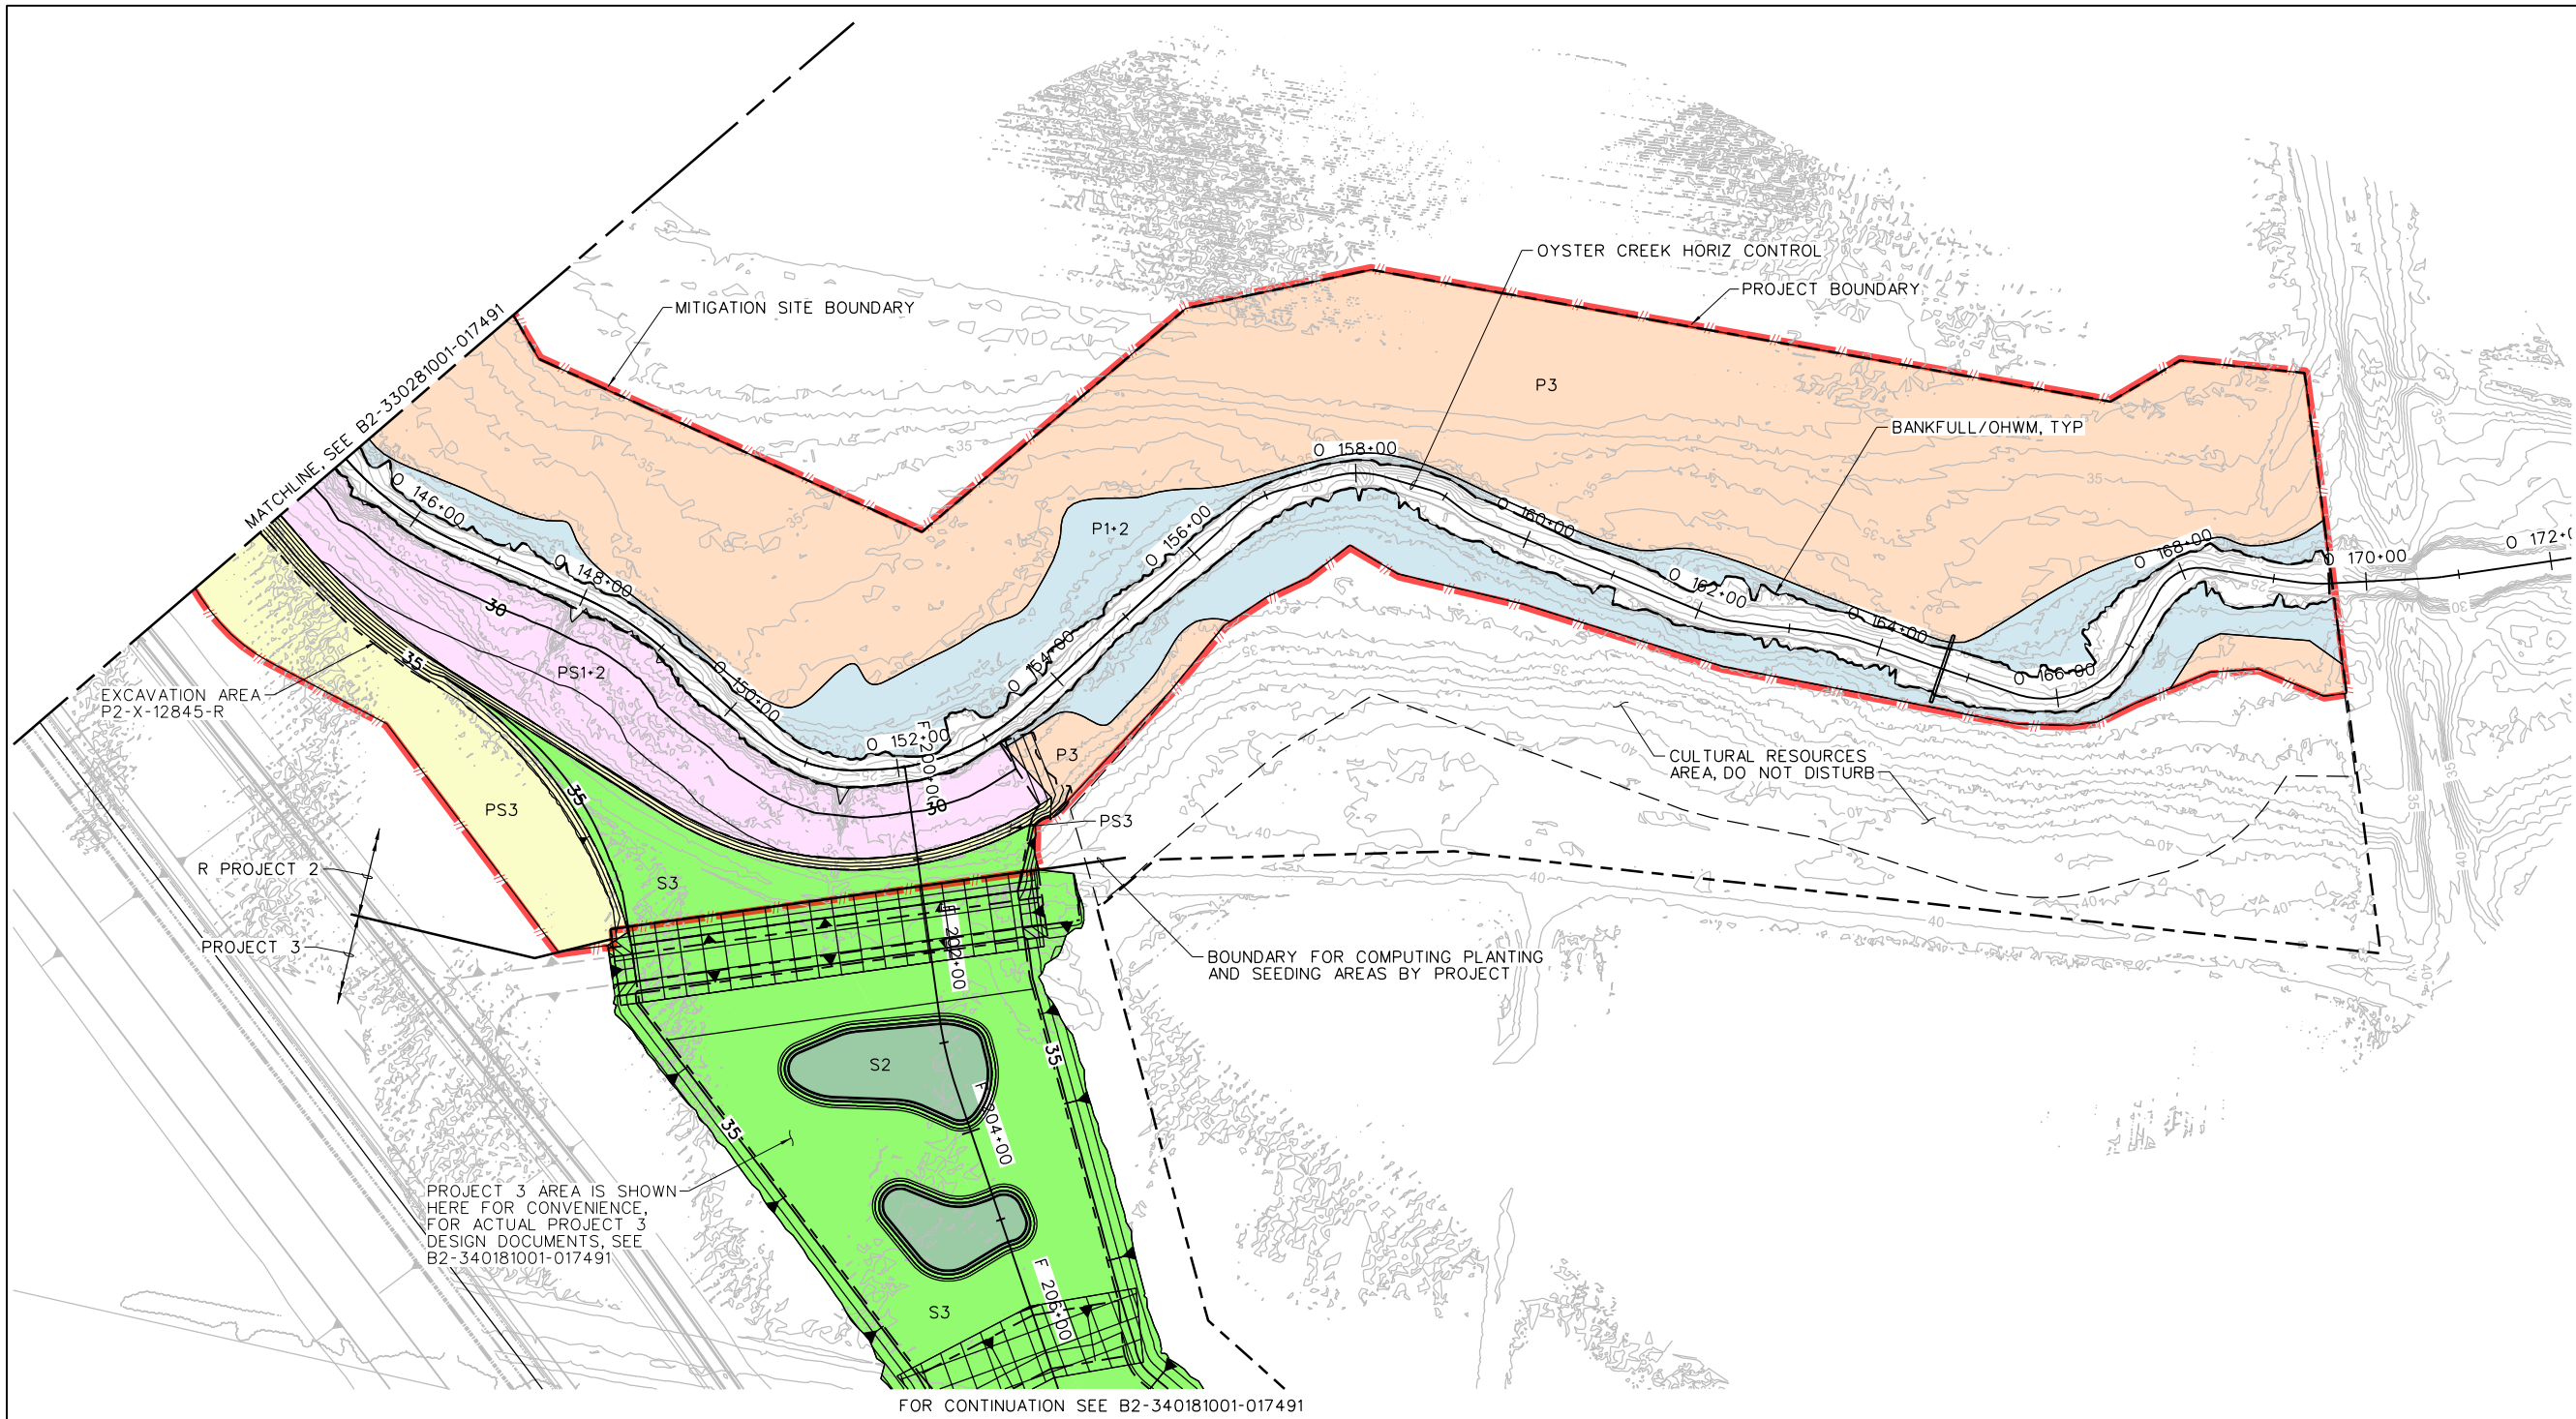 OYSTER CREEK HORIZ CONTROL
PROJECT BOUNDARY
MITIGATION SITE BOUNDARY
MATCHLINE, SEE B2-330281001-017491
P3
BANKFULL/OHWM, TYP
O 158+00
O 146+00
P1+2
O 156+00
O 160+00
O 168+00
O 170+00
O 172+0
O 148+00
O 162+00
30
O 164+00
35
O 154+00
O 166+00
PS1+2
O 150+00
EXCAVATION AREA
P2-X-12845-R
O 152+00
F 200+00
P3
CULTURAL RESOURCES
AREA, DO NOT DISTURB
35
30
PS3
PS3
R PROJECT 2
S3
PROJECT 3
F 202+00
BOUNDARY FOR COMPUTING PLANTING
AND SEEDING AREAS BY PROJECT
S2
35
F 204+00
35
PROJECT 3 AREA IS SHOWN
HERE FOR CONVENIENCE,
FOR ACTUAL PROJECT 3
DESIGN DOCUMENTS, SEE
B2-340181001-017491
F 206+00
S3
FOR CONTINUATION SEE B2-340181001-017491